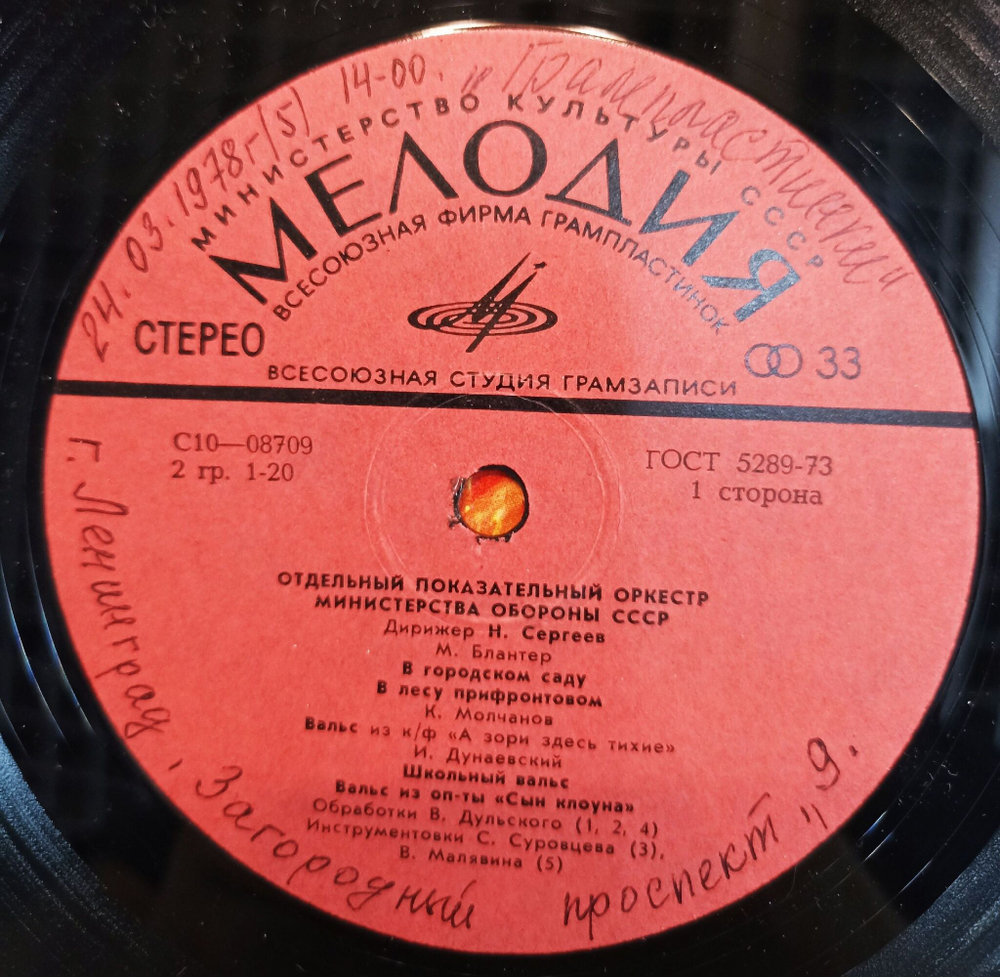 24. 03. 1978г (5) 14-00. "Грампластинки"
МИНИСТЕРСТВО КУЛЬТУРЫ СССР
МЕЛОДИЯ
ВСЕСОЮЗНАЯ ФИРМА ГРАМПЛАСТИНОК
СТЕРЕО
33
ВСЕСОЮЗНАЯ СТУДИЯ ГРАМЗАПИСИ
С10—08709
2 гр. 1-20
ГОСТ 5289-73
1 сторона
ОТДЕЛЬНЫЙ ПОКАЗАТЕЛЬНЫЙ ОРКЕСТР
МИНИСТЕРСТВА ОБОРОНЫ СССР
Дирижер Н. Сергеев
М. Блантер
В городском саду
В лесу прифронтовом
К. Молчанов
Вальс из к/ф «А зори здесь тихие»
И. Дунаевский
Школьный вальс
Вальс из оп-ты «Сын клоуна»
Обработки В. Дульского (1, 2, 4)
Инструментовки С. Суровцева (3),
В. Малявина (5)
г. Ленинград, Загородный проспект „ 9.